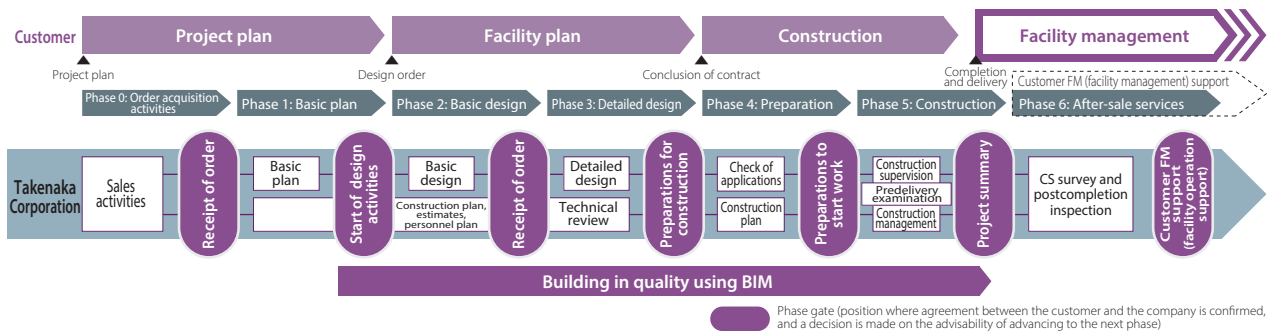 Customer
Project plan
Facility plan
Construction
Facility management
Project plan
Design order
Conclusion of contract
Completion
and delivery
Customer FM (facility management) support
Phase 0: Order acquisition
activities
Phase 1: Basic plan
Phase 2: Basic design
Phase 3: Detailed design
Phase 4: Preparation
Phase 5: Construction
Phase 6: After-sale services
Takenaka
Corporation
Sales
activities
Receipt of order
Basic
plan
Start of design
activities
Basic
design
Construction plan,
estimates,
personnel plan
Receipt of order
Detailed
design
Technical
review
Preparations for
construction
Check of
applications
Construction
plan
Preparations to
start work
Construction
supervision
Predelivery
examination
Construction
management
Project summary
CS survey and
postcompletion
inspection
Customer FM
support
(facility operation
support)
Building in quality using BIM
Phase gate (position where agreement between the customer and the company is confirmed,
and a decision is made on the advisability of advancing to the next phase)